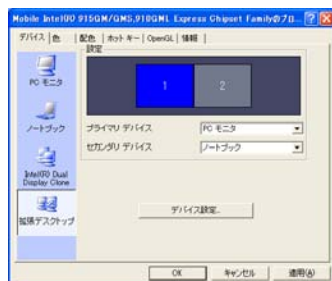 Mobile Intel(R) 915GM/GMS,910GML Express Chipset Familyのプロ...
デバイス 色 配色 ホット キー OpenGL 情報
設定
PC モニタ
1 2
ノートブック
プライマリ デバイス PC モニタ
セカンダリ デバイス ノートブック
Intel(R) Dual
Display Clone
拡張デスクトップ
デバイス設定...
OK キャンセル 適用(A)